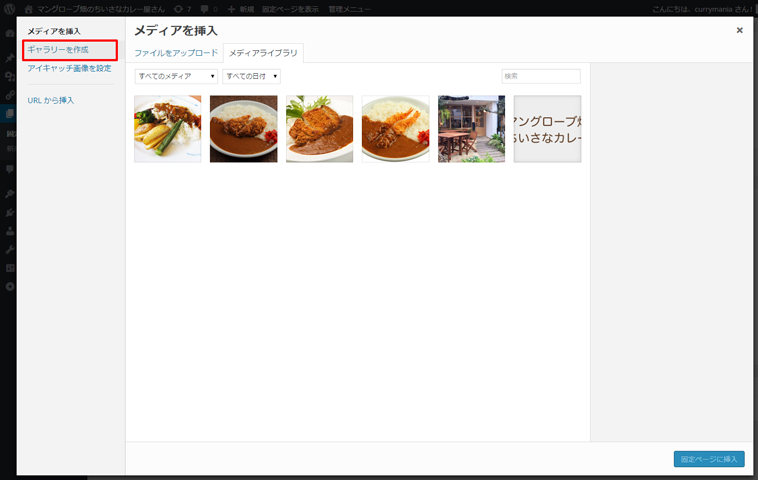 マングローブ畑のちいさなカレー屋さん 7 0 新規 固定ページを表示 管理メニュー こんにちは、currymania さん!
メディアを挿入
ギャラリーを作成
アイキャッチ画像を設定
URL から挿入
メディアを挿入
ファイルをアップロード メディアライブラリ
すべてのメディア すべての日付 検索
マングローブ畑
ちいさなカレー
固定ページに挿入